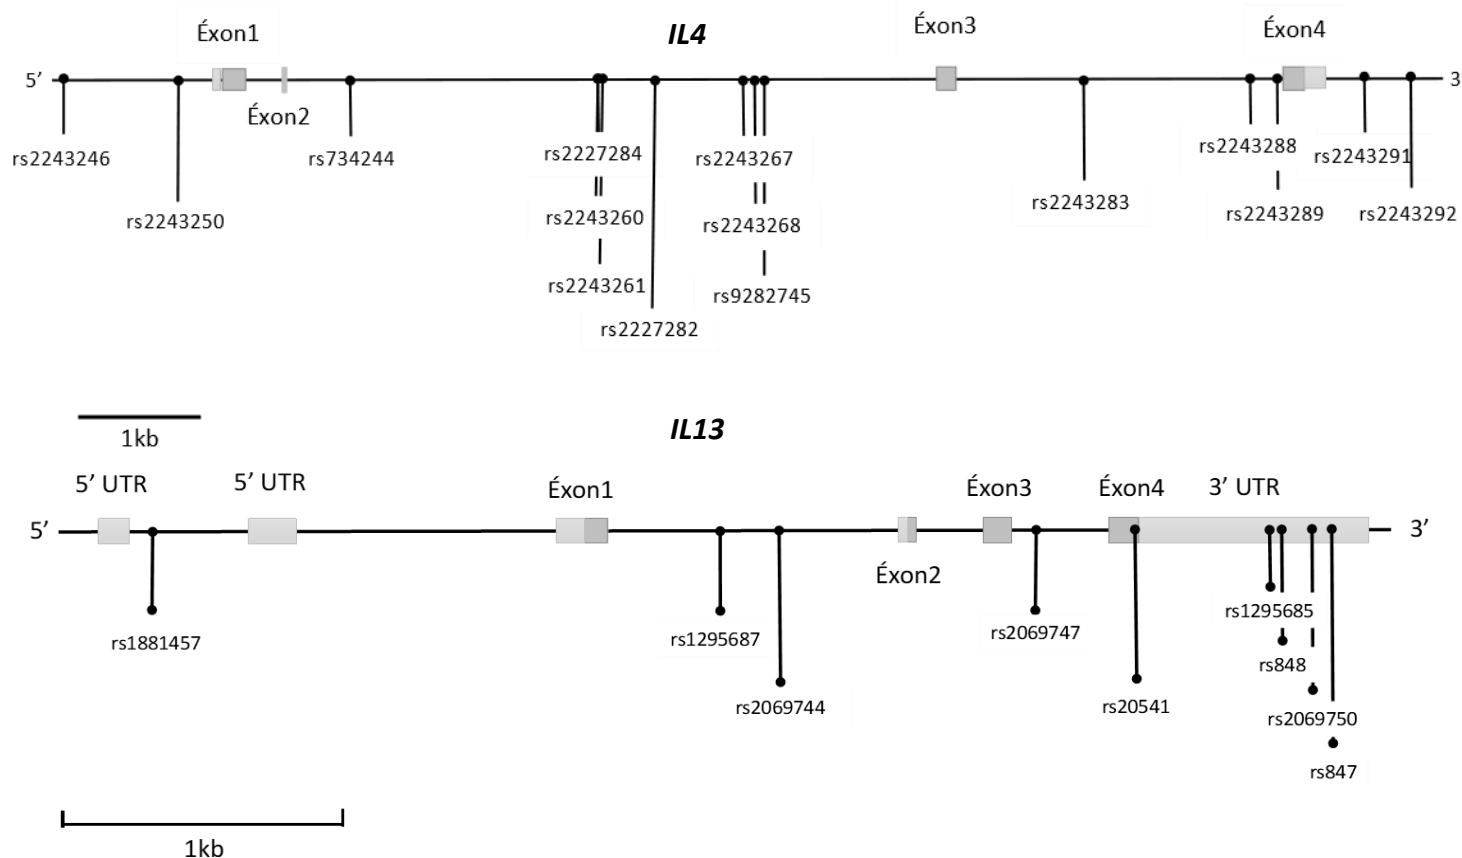 Éxon1
IL4
Éxon3
Éxon4
5’
3
Éxon2
rs2243246
rs734244
rs2227284
rs2243267
rs2243288
rs2243291
rs2243250
rs2243260
rs2243268
rs2243283
rs2243289
rs2243292
rs2243261
rs9282745
rs2227282
1kb
IL13
5’ UTR
5’ UTR
Éxon1
Éxon3
Éxon4
3’ UTR
5’
3’
Éxon2
rs1881457
rs1295687
rs2069747
rs1295685
rs848
rs2069744
rs20541
rs2069750
rs847
1kb